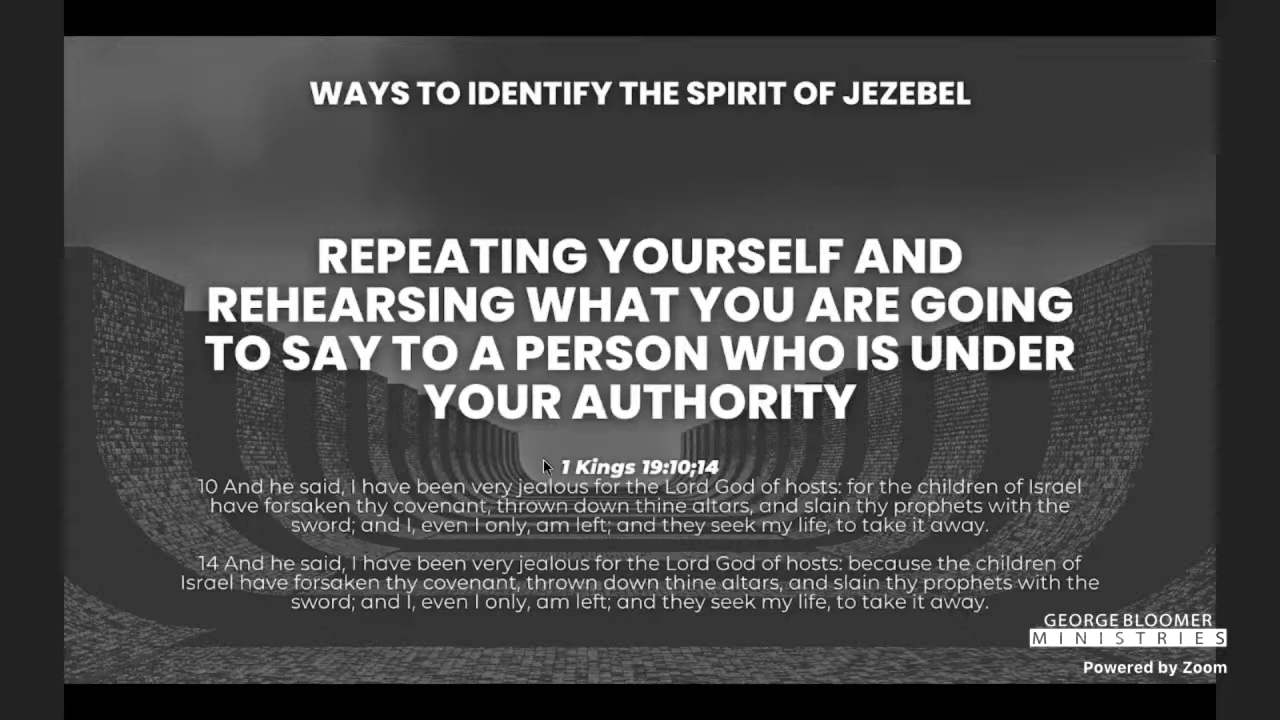 WAYS TO IDENTIFY THE SPIRIT OF JEZEBEL
REPEATING YOURSELF AND
REHEARSING WHAT YOU ARE GOING
TO SAY TO A PERSON WHO IS UNDER
YOUR AUTHORITY
1 Kings 19:10;14
10 And he said, I have been very jealous for the Lord God of hosts: for the children of Israel
have forsaken thy covenant, thrown down thine altars, and slain thy prophets with the
sword; and I, even I only, am left; and they seek my life, to take it away.
14 And he said, I have been very jealous for the Lord God of hosts: because the children of
Israel have forsaken thy covenant, thrown down thine altars, and slain thy prophets with the
sword; and I, even I only, am left; and they seek my life, to take it away.
GEORGE BLOOMER
MINISTRIES
Powered by Zoom